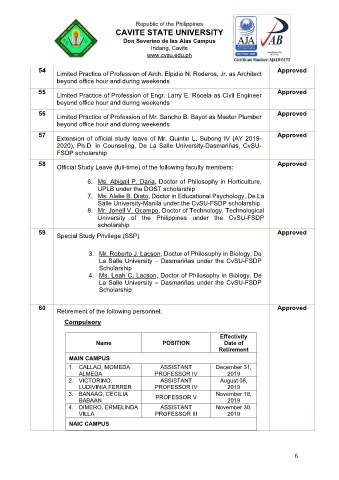 Republic of the Philippines
CAVITE STATE UNIVERSITY
Don Severino de las Alas Campus
Indang, Cavite
www.cvsu.edu.ph
AJA
AB
Certificate Number: AJA19-0175
54 Limited Practice of Profession of Arch. Elpidio N. Roderos, Jr. as Architect Approved
beyond office hour and during weekends
55 Limited Practice of Profession of Engr. Larry E. Rocela as Civil Engineer Approved
beyond office hour and during weekends
56 Limited Practice of Profession of Mr. Sancho B. Bayot as Master Plumber Approved
beyond office hour and during weekends
57 Extension of official study leave of Mr. Quintin L. Subong IV (AY 2019- Approved
2020), Ph.D. in Counseling, De La Salle University-Dasmariñas, CvSU-
FSDP scholarship
58 Official Study Leave (full-time) of the following faculty members: Approved
6. Ms. Abigail P. Daria, Doctor of Philosophy in Horticulture,
UPLB under the DOST scholarship
7. Ms. Alelie B. Diato, Doctor in Educational Psychology, De La
Salle University-Manila under the CvSU-FSDP scholarship
8. Mr. Jonell V. Ocampo, Doctor of Technology, Technological
University of the Philippines under the CvSU-FSDP
scholarship
59 Special Study Privilege (SSP) Approved
3. Mr. Roberto J. Lacson, Doctor of Philosophy in Biology, De
La Salle University – Dasmariñas under the CvSU-FSDP
Scholarship
4. Ms. Leah C. Lacson, Doctor of Philosophy in Biology, De
La Salle University – Dasmariñas under the CvSU-FSDP
Scholarship
60 Retirement of the following personnel: Approved
Compulsory
Name POSITION Effectivity Date of Retirement
MAIN CAMPUS
1. CALLAO, MOMEDA ASSISTANT December 31,
ALMEDA PROFESSOR IV 2019
2. VICTORINO, ASSISTANT August 08,
LUDIVINIA FERRER PROFESSOR IV 2019
3. BANAAG, CECILIA PROFESSOR V November 18,
BABAAN 2019
4. DIMERO, ERMELINDA ASSISTANT November 30,
VILLA PROFESSOR III 2019
NAIC CAMPUS
6